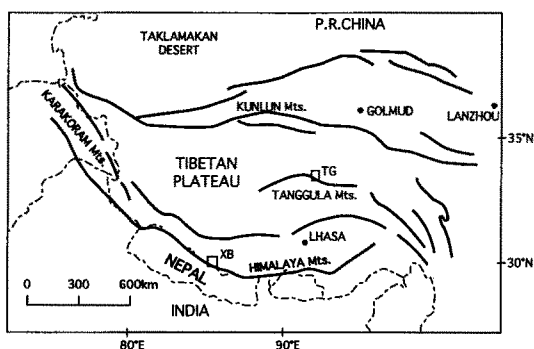 P.R.CHINA
TAKLAMAKAN
DESERT
KARAKORAM Mts.
KUNLUN Mts.
GOLMUD
LANZHOU
35°N
TIBETAN
PLATEAU
TG
TANGGULA Mts.
LHASA
XB
NEPAL
HIMALAYA Mts.
30°N
0 300 600km
INDIA
80°E
90°E